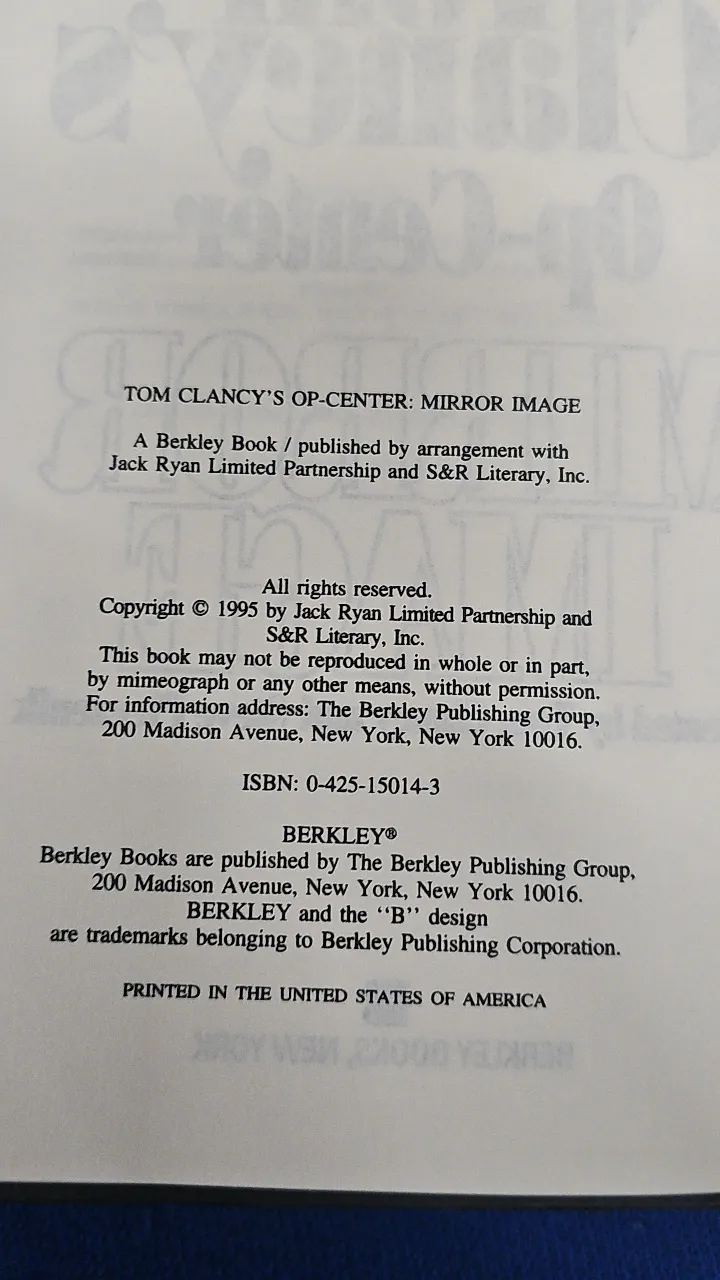 TOM CLANCY'S OP-CENTER: MIRROR IMAGE
A Berkley Book / published by arrangement with
Jack Ryan Limited Partnership and S&R Literary, Inc.
All rights reserved.
Copyright © 1995 by Jack Ryan Limited Partnership and
S&R Literary, Inc.
This book may not be reproduced in whole or in part,
by mimeograph or any other means, without permission.
For information address: The Berkley Publishing Group,
200 Madison Avenue, New York, New York 10016.
ISBN: 0-425-15014-3
BERKLEY®
Berkley Books are published by The Berkley Publishing Group,
200 Madison Avenue, New York, New York 10016.
BERKLEY and the ‘‘B’’ design
are trademarks belonging to Berkley Publishing Corporation.
PRINTED IN THE UNITED STATES OF AMERICA
BERKLEY BOOKS, NEW YORK